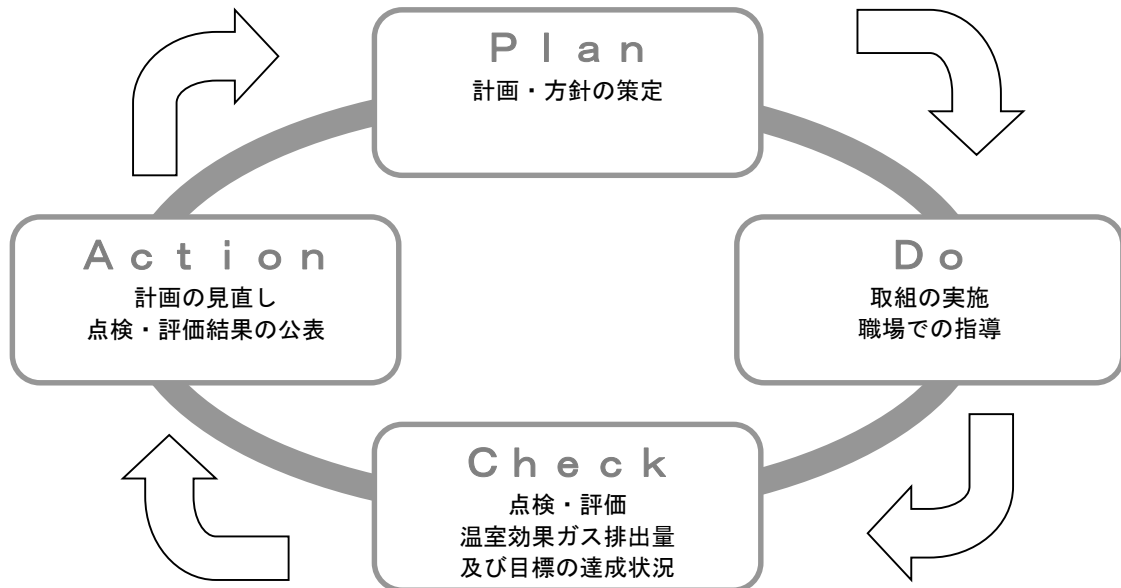 Ｐｌａｎ
計画・方針の策定
Ａｃｔｉｏｎ
計画の見直し
点検・評価結果の公表
Ｄｏ
取組の実施
職場での指導
Ｃｈｅｃｋ
点検・評価
温室効果ガス排出量
及び目標の達成状況